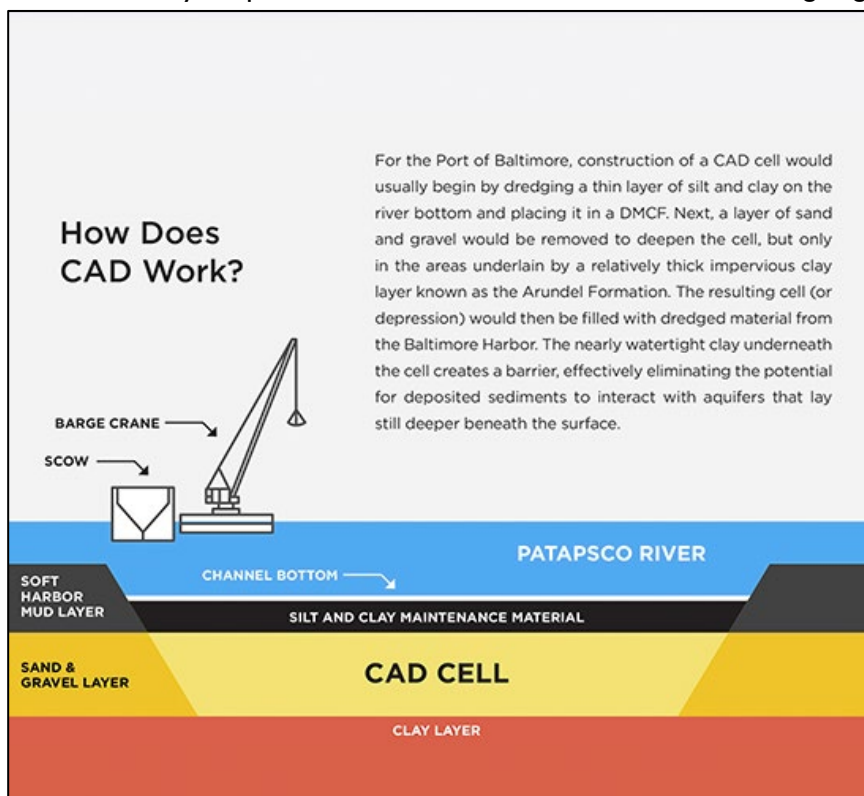 How Does
CAD Work?
For the Port of Baltimore, construction of a CAD cell would
usually begin by dredging a thin layer of silt and clay on the
river bottom and placing it in a DMCF. Next, a layer of sand
and gravel would be removed to deepen the cell, but only
in the areas underlain by a relatively thick impervious clay
layer known as the Arundel Formation. The resulting cell (or
depression) would then be filled with dredged material from
the Baltimore Harbor. The nearly watertight clay underneath
the cell creates a barrier, effectively eliminating the potential
for deposited sediments to interact with aquifers that lay
still deeper beneath the surface.
BARGE CRANE
SCOW
PATAPSCO RIVER
CHANNEL BOTTOM
SOFT
HARBOR
MUD LAYER
SILT AND CLAY MAINTENANCE MATERIAL
SAND &
GRAVEL LAYER
CAD CELL
CLAY LAYER